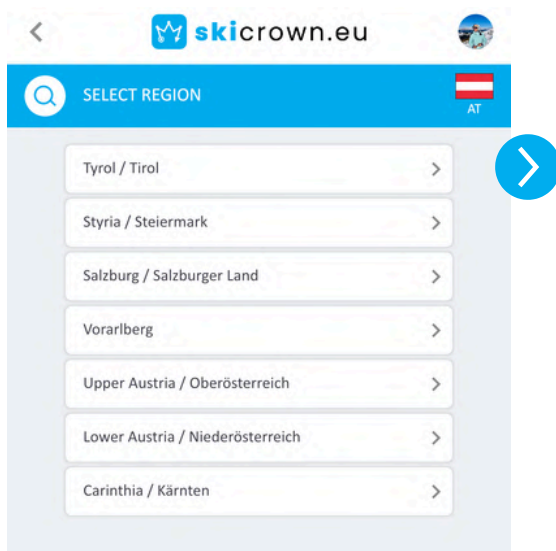 skicrown.eu
SELECT REGION
AT
Tyrol / Tirol
Styria / Steiermark
Salzburg / Salzburger Land
Vorarlberg
Upper Austria / Oberösterreich
Lower Austria / Niederösterreich
Carinthia / Kärnten